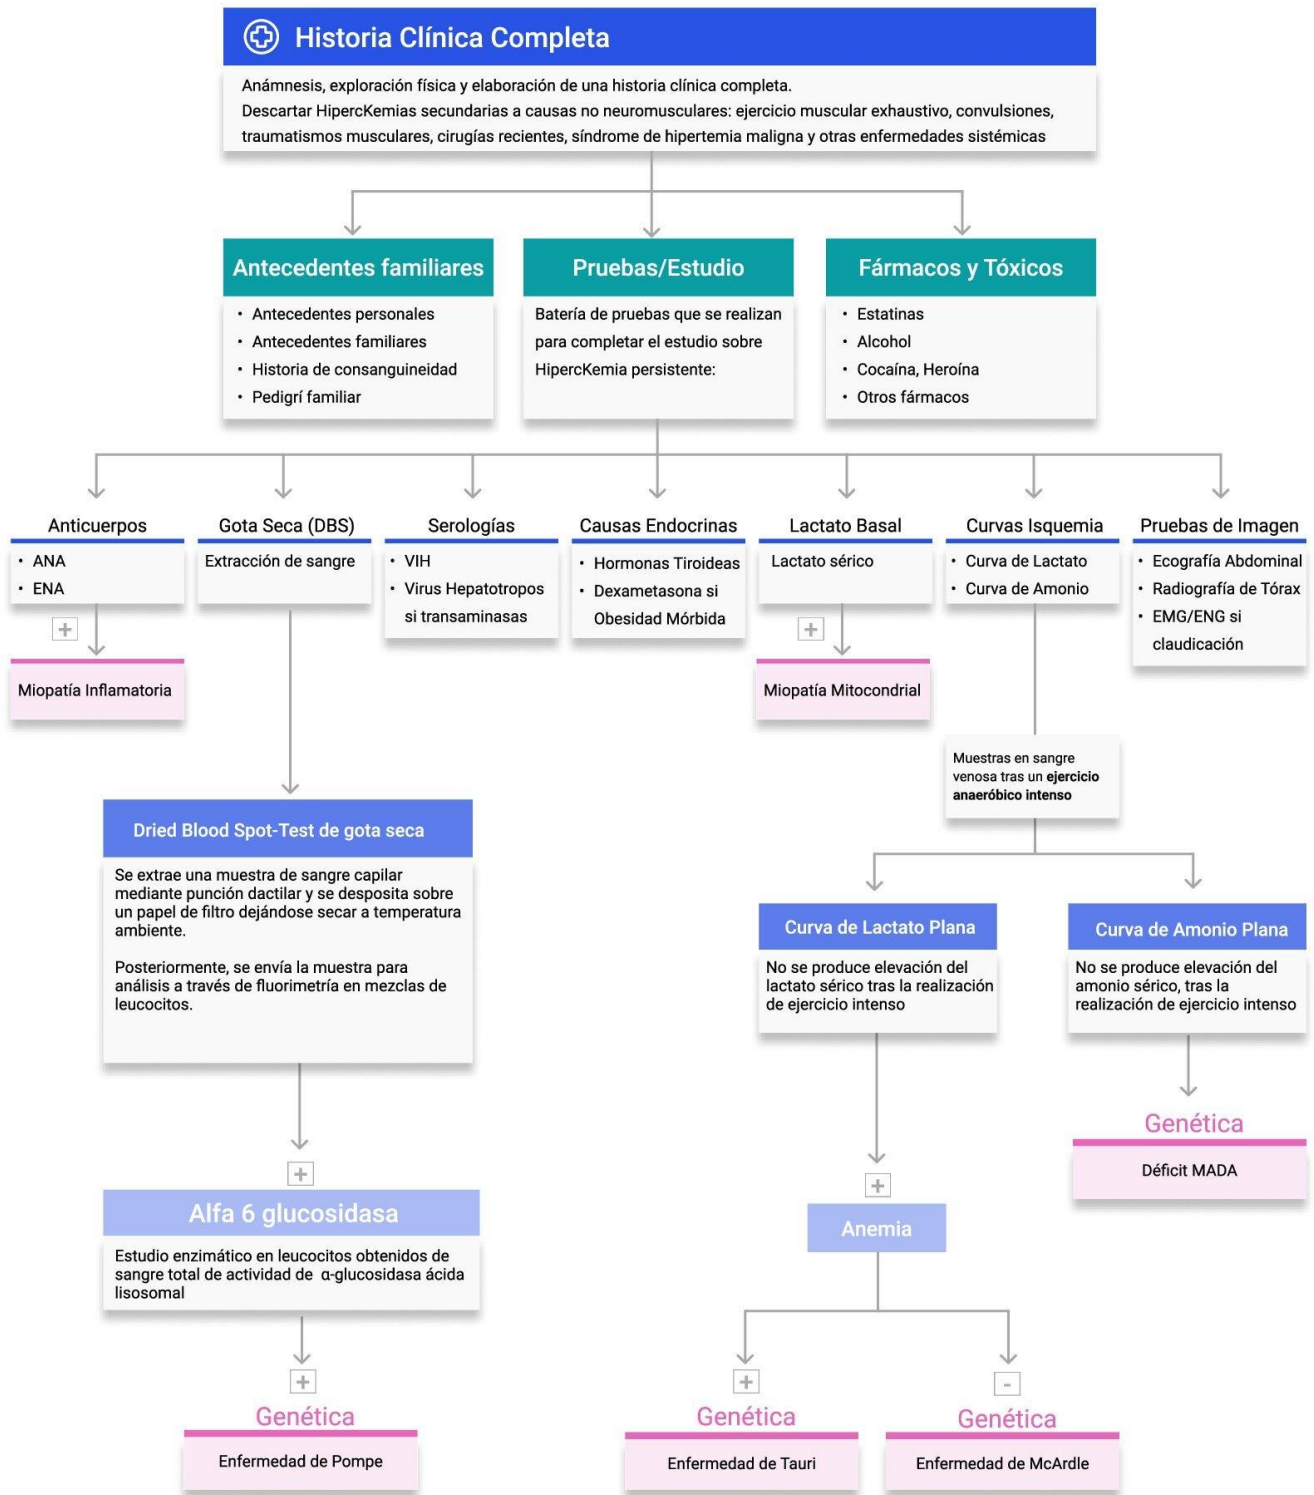 Historia Clínica Completa
Anámnesis, exploración física y elaboración de una historia clínica completa.
Descartar HipercKemias secundarias a causas no neuromusculares: ejercicio muscular exhaustivo, convulsiones,
traumatismos musculares, cirugías recientes, síndrome de hipertemia maligna y otras enfermedades sistémicas
Antecedentes familiares
• Antecedentes personales
• Antecedentes familiares
• Historia de consanguineidad
• Pedigrí familiar
Pruebas/Estudio
Batería de pruebas que se realizan
para completar el estudio sobre
HipercKemia persistente:
Fármacos y Tóxicos
• Estatinas
• Alcohol
• Cocaína, Heroína
• Otros fármacos
Anticuerpos
• ANA
• ENA
+
Miopatía Inflamatoria
Gota Seca (DBS)
Extracción de sangre
Serologías
• VIH
• Virus Hepatotropos
si transaminasas
Causas Endocrinas
• Hormonas Tiroideas
• Dexametasona si
Obesidad Mórbida
Lactato Basal
Lactato sérico
+
Miopatía Mitocondrial
Curvas Isquemia
• Curva de Lactato
• Curva de Amonio
Pruebas de Imagen
• Ecografía Abdominal
• Radiografía de Tórax
• EMG/ENG si
claudicación
Muestras en sangre
venosa tras un ejercicio
anaeróbico intenso
Dried Blood Spot-Test de gota seca
Se extrae una muestra de sangre capilar
mediante punción dactilar y se desposita sobre
un papel de filtro dejándose secar a temperatura
ambiente.
Posteriormente, se envía la muestra para
análisis a través de fluorimetría en mezclas de
leucocitos.
+
Alfa 6 glucosidasa
Estudio enzimático en leucocitos obtenidos de
sangre total de actividad de α-glucosidasa ácida
lisosomal
+
Genética
Enfermedad de Pompe
Curva de Lactato Plana
No se produce elevación del
lactato sérico tras la realización
de ejercicio intenso
+
Anemia
+
Genética
Enfermedad de Tauri
-
Genética
Enfermedad de McArdle
Curva de Amonio Plana
No se produce elevación del
amonio sérico, tras la
realización de ejercicio intenso
Genética
Déficit MADA